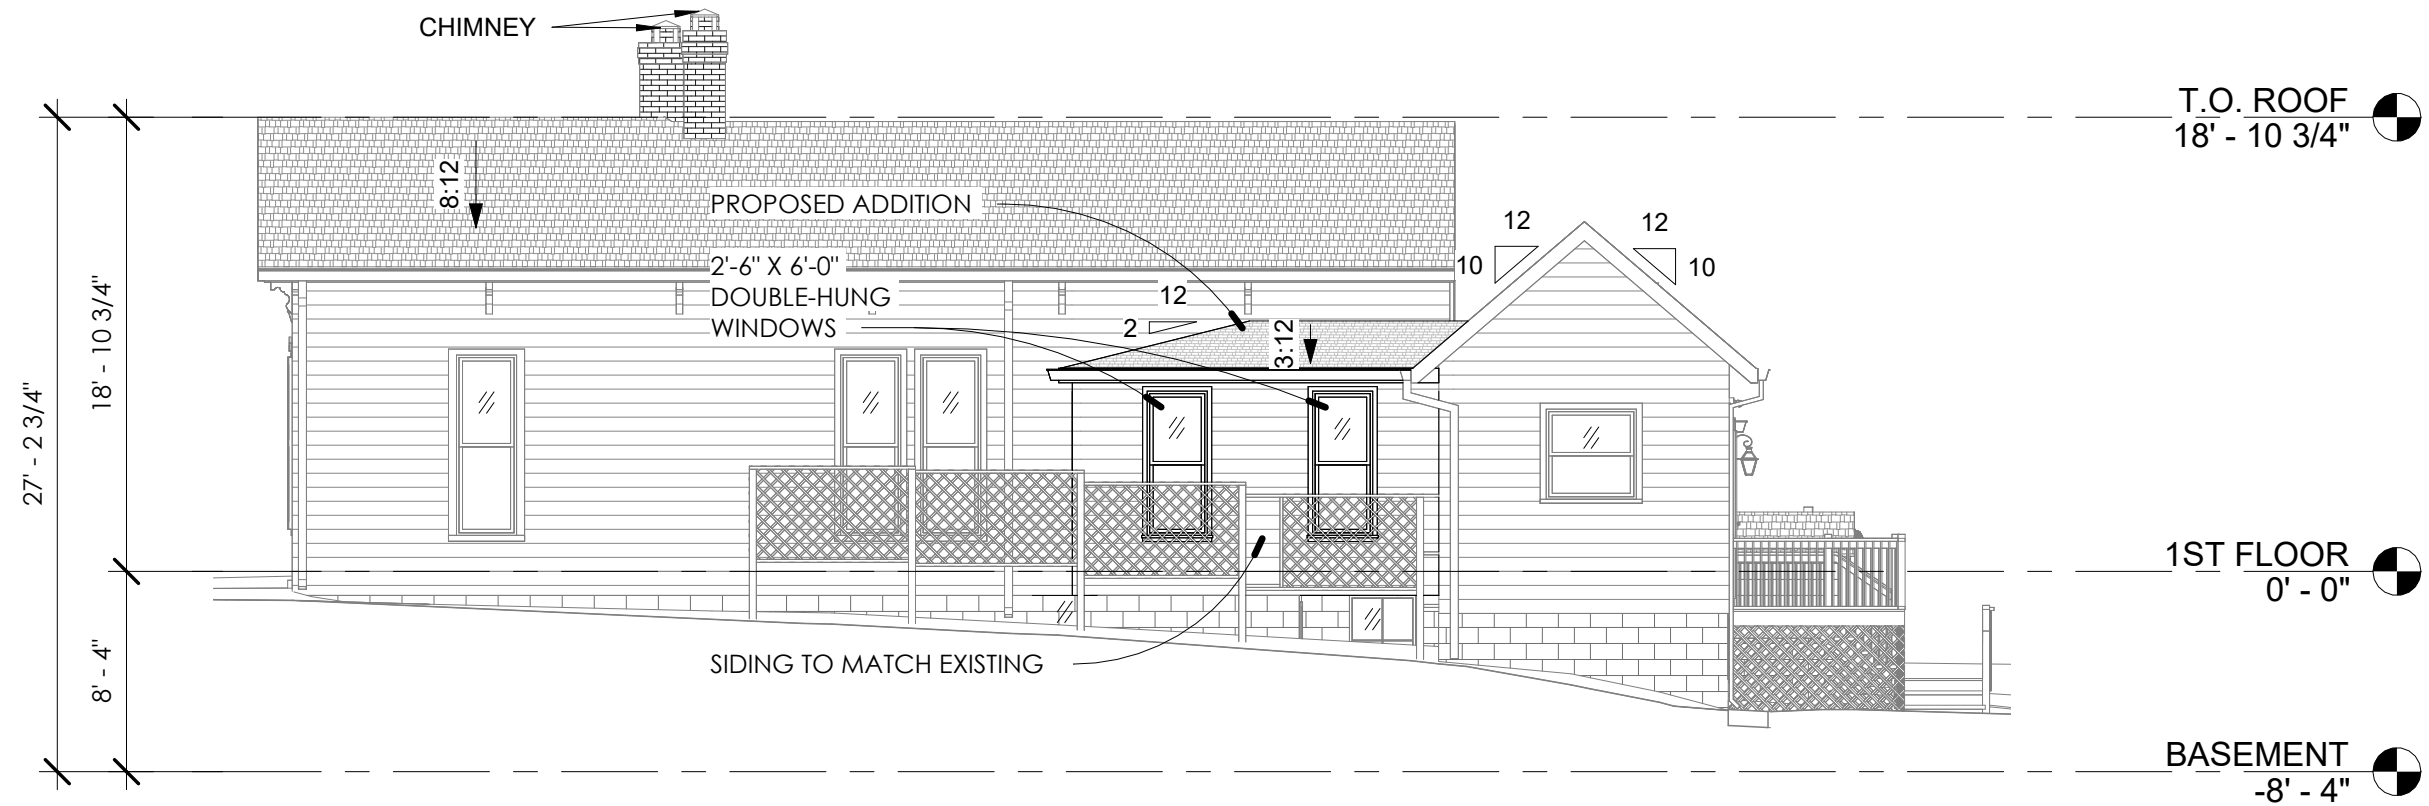 CHIMNEY
T.O. ROOF
18' - 10 3/4"
8:12
PROPOSED ADDITION
12
12
10
10
2'-6" X 6'-0"
DOUBLE-HUNG
WINDOWS
12
2
3:12
18' - 10 3/4"
27' - 2 3/4"
1ST FLOOR
0' - 0"
8' - 4"
SIDING TO MATCH EXISTING
BASEMENT
-8' - 4"